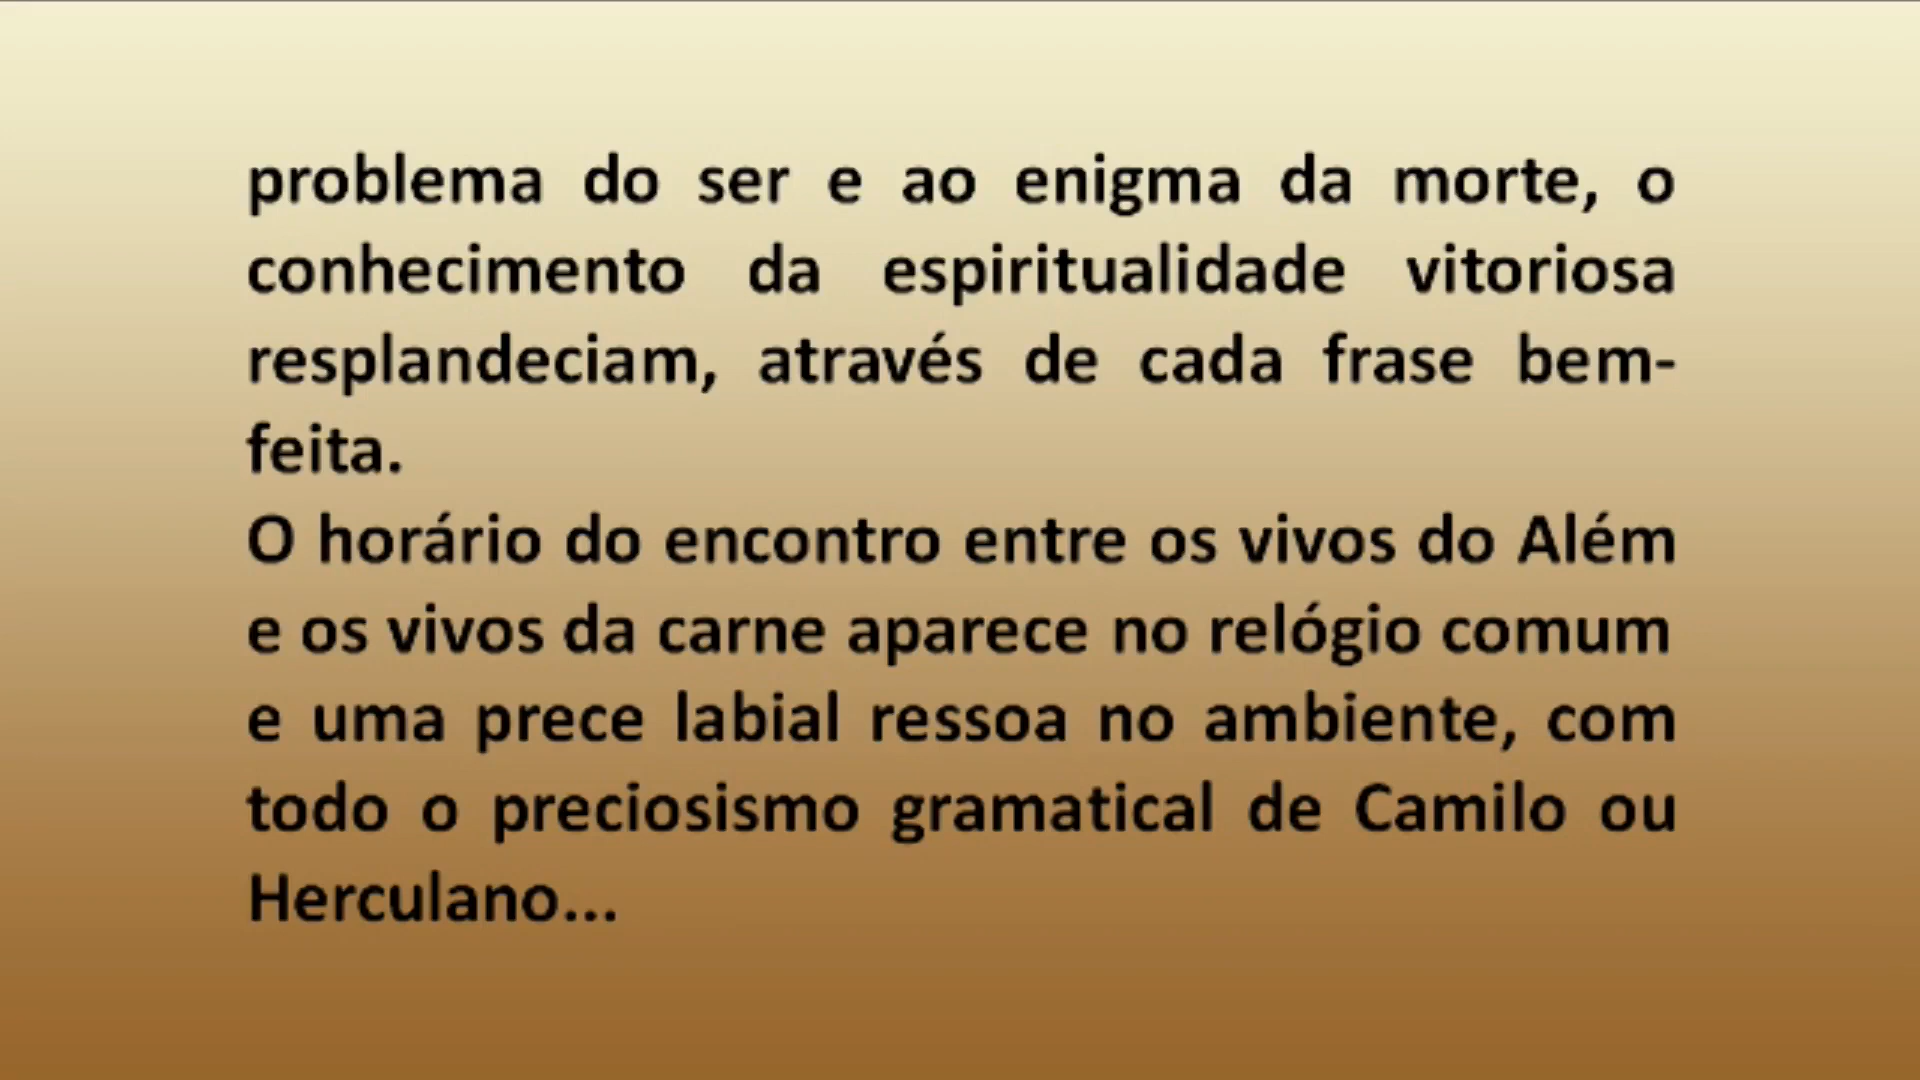 problema do ser e ao enigma da morte, o
conhecimento da espiritualidade vitoriosa
resplandeciam, através de cada frase bem-
feita.
O horário do encontro entre os vivos do Além
e os vivos da carne aparece no relógio comum
e uma prece labial ressoa no ambiente, com
todo o preciosismo gramatical de Camilo ou
Herculano...